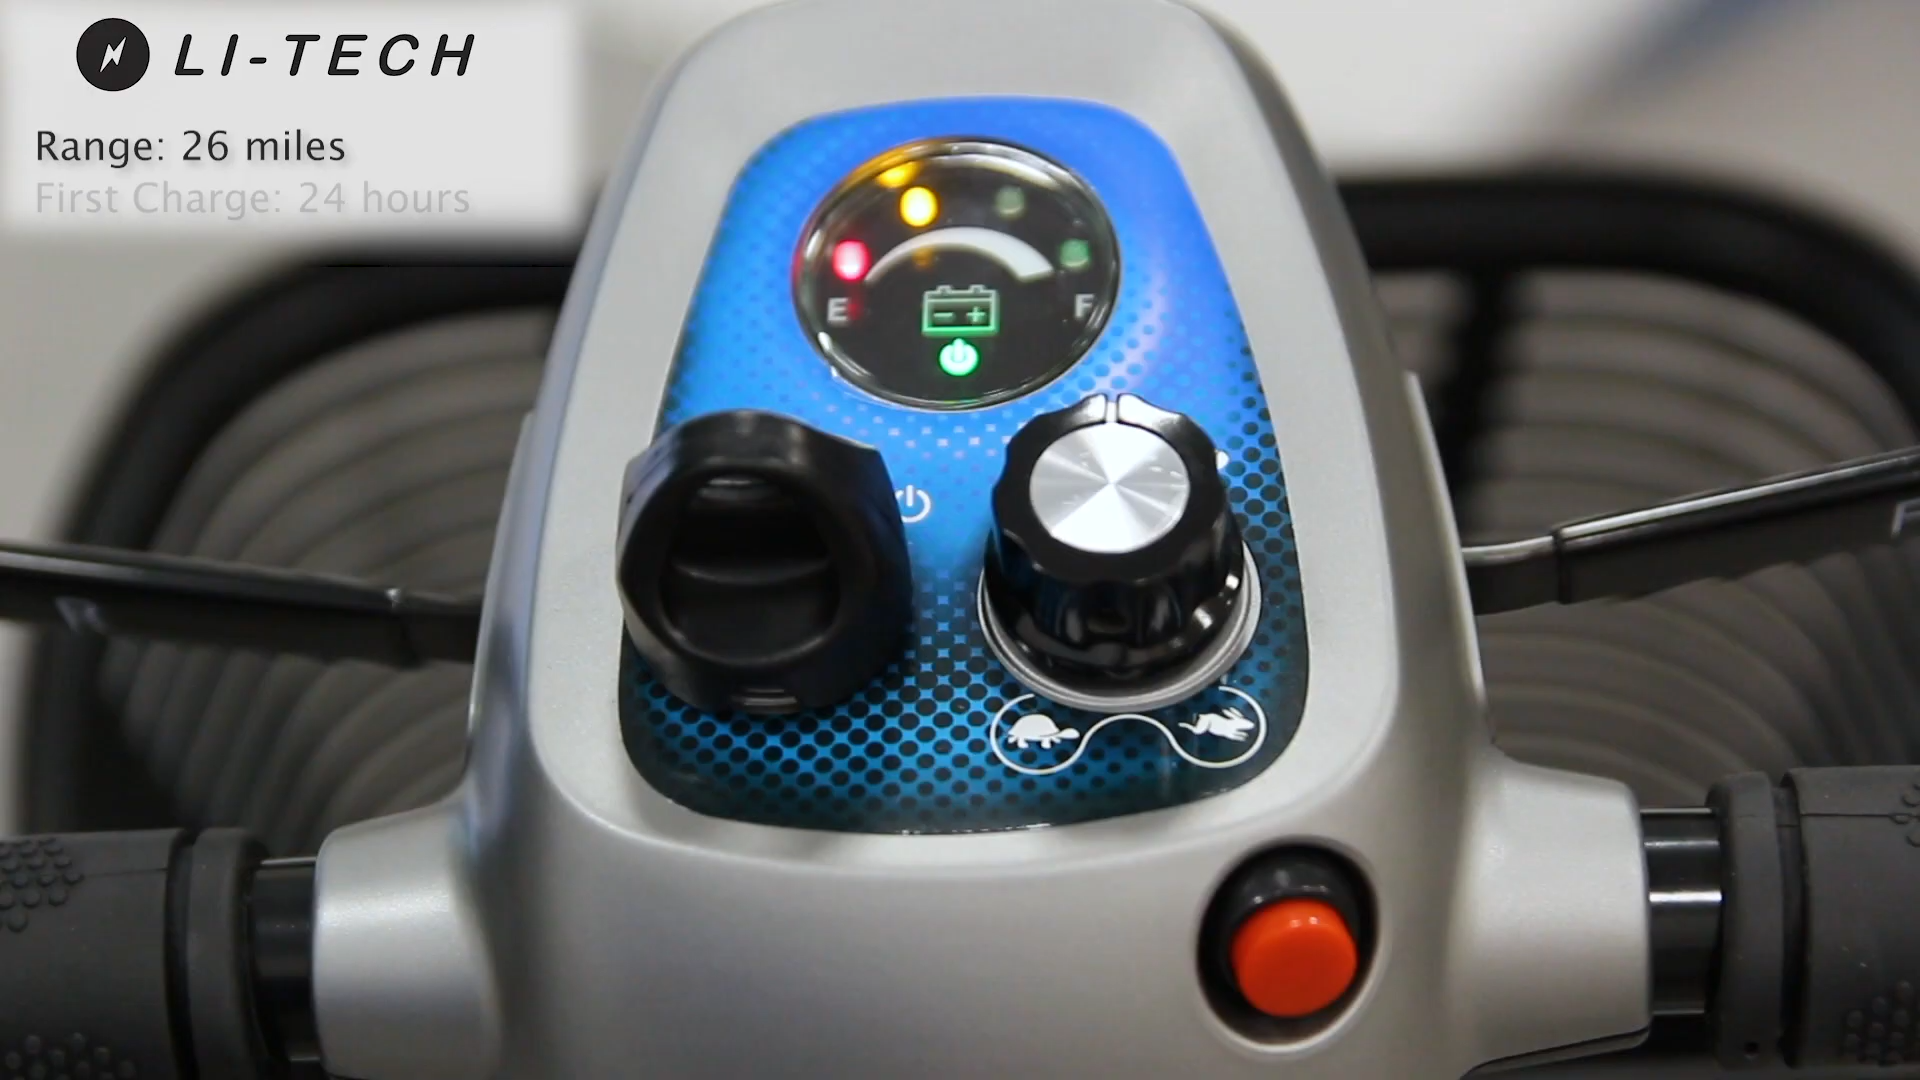 LI-TECH
Range: 26 miles
First Charge: 24 hours
E
F